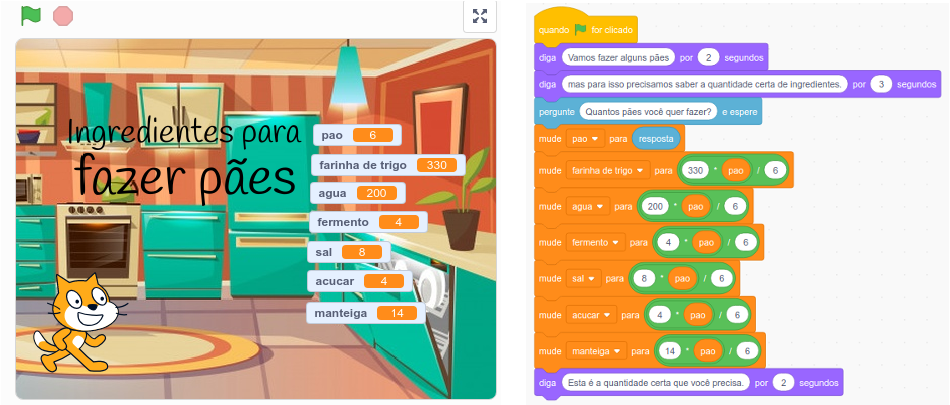 Ingredientes para
fazer pães
pao 6
farinha de trigo 330
agua 200
fermento 4
sal 8
acucar 4
manteiga 14
quando for clicado
diga Vamos fazer alguns pães por 2 segundos
diga mas para isso precisamos saber a quantidade certa de ingredientes. por 3 segundos
pergunte Quantos pães você quer fazer? e espere
mude pao para resposta
mude farinha de trigo para 330 * pao / 6
mude agua para 200 * pao / 6
mude fermento para 4 * pao / 6
mude sal para 8 * pao / 6
mude acucar para 4 * pao / 6
mude manteiga para 14 * pao / 6
diga Esta é a quantidade certa que você precisa. por 2 segundos